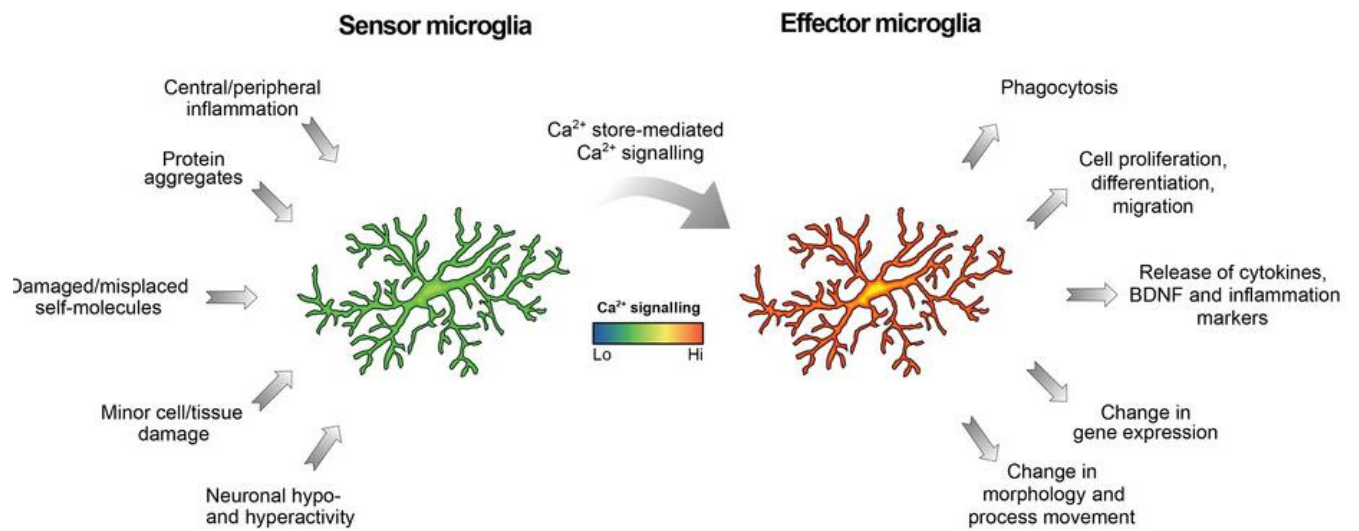 Sensor microglia
Effector microglia
Central/peripheral
inflammation
Protein
aggregates
Damaged/misplaced
self-molecules
Minor cell/tissue
damage
Neuronal hypo-
and hyperactivity
Ca²⁺ store-mediated
Ca²⁺ signalling
Ca²⁺ signalling
Lo Hi
Phagocytosis
Cell proliferation,
differentiation,
migration
Release of cytokines,
BDNF and inflammation
markers
Change in
gene expression
Change in
morphology and
process movement